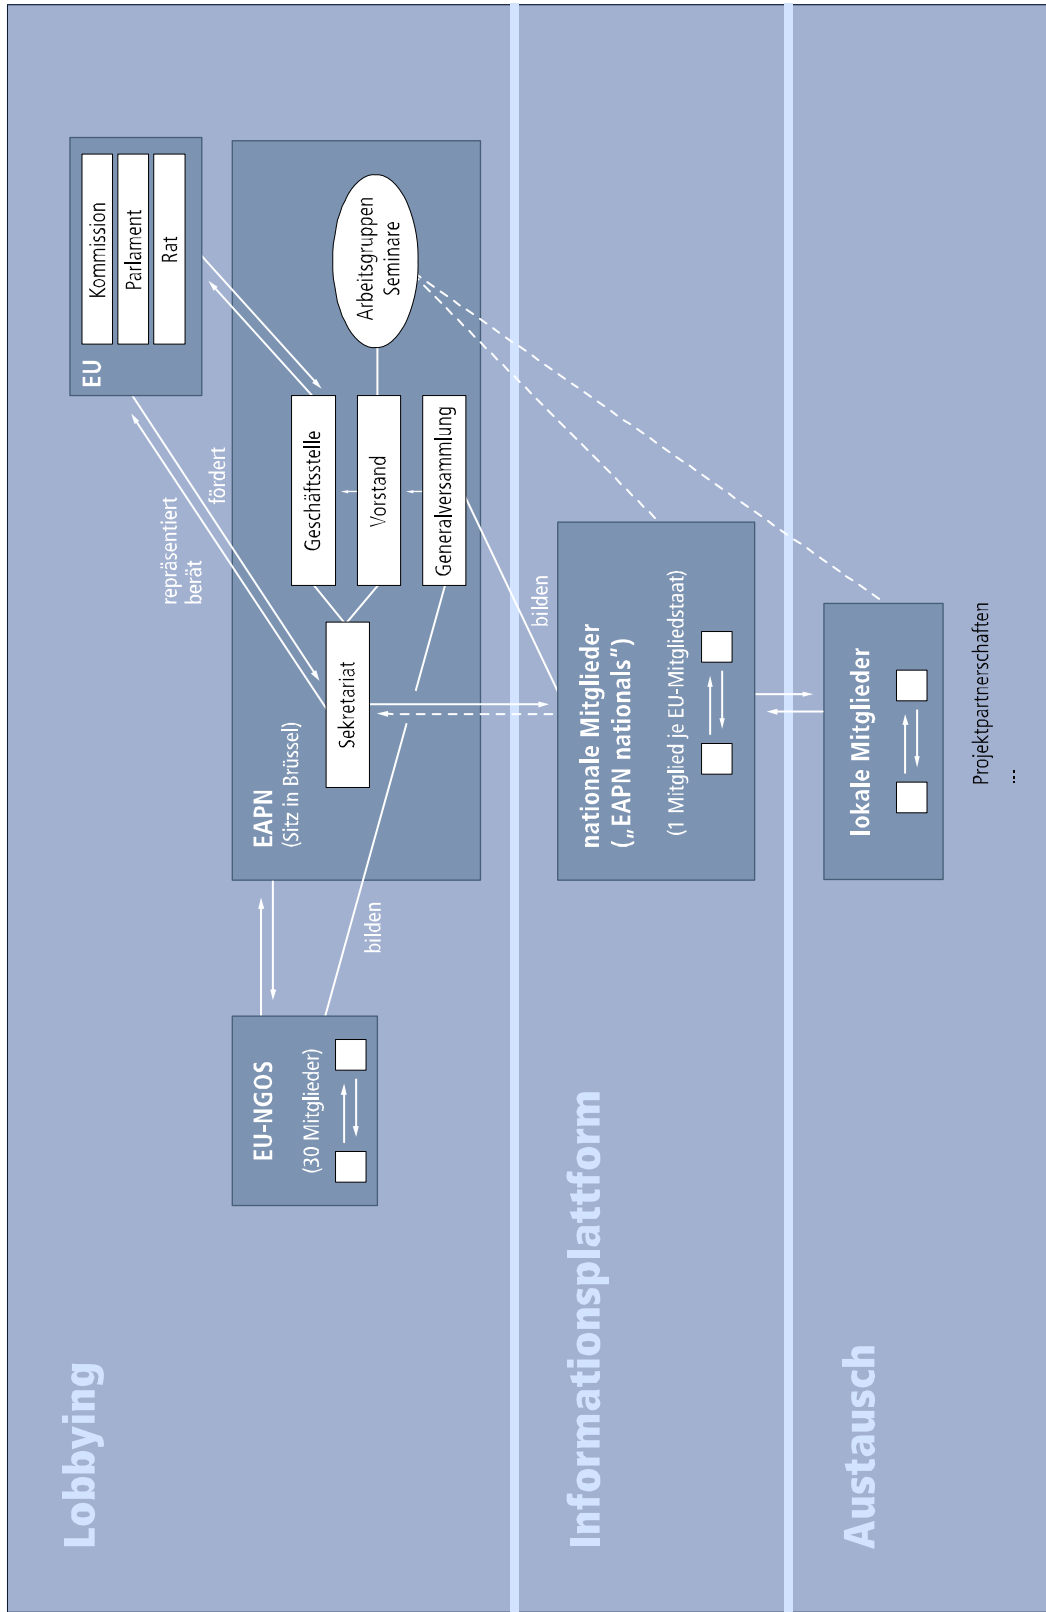 Lobbying
EU
Kommission
Parlament
Rat
repräsentiert
berät
fördert
EAPN
(Sitz in Brüssel)
Sekretariat
Geschäftsstelle
Vorstand
Generalversammlung
Arbeitsgruppen
Seminare
EU-NGOS
(30 Mitglieder)
bilden
bilden
Informationsplattform
nationale Mitglieder
(„EAPN nationals“)
(1 Mitglied je EU-Mitgliedstaat)
Austausch
lokale Mitglieder
Projektpartnerschaften
...